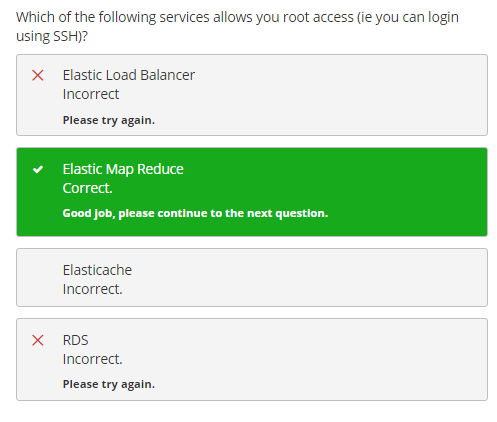 Which of the following services allows you root access (ie you can login
using SSH)?
Elastic Load Balancer
Incorrect
Please try again.
Elastic Map Reduce
Correct.
Good job, please continue to the next question.
Elasticache
Incorrect.
RDS
Incorrect.
Please try again.